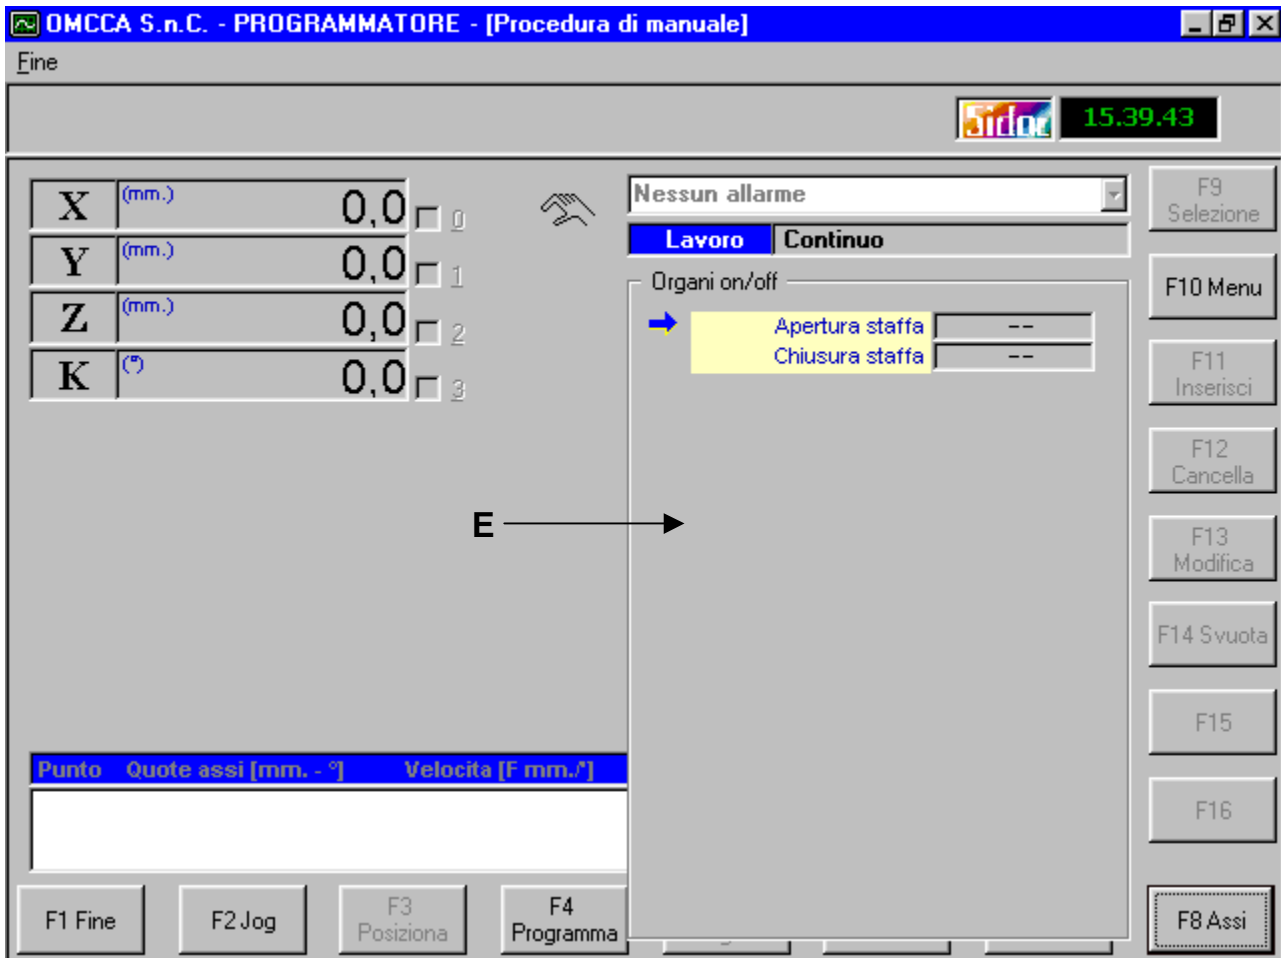 OMCCA S.n.C. - PROGRAMMATORE - [Procedura di manuale]
Fine
Sidac 15.39.43
X (mm.) 0,0 0
Y (mm.) 0,0 1
Z (mm.) 0,0 2
K (°) 0,0 3
Nessun allarme
Lavoro Continuo
Organi on/off
Apertura staffa --
Chiusura staffa --
E
Punto Quote assi [mm. - °] Velocita [F mm./']
F1 Fine
F2 Jog
F3
Posiziona
F4
Programma
F8 Assi
F9
Selezione
F10 Menu
F11
Inserisci
F12
Cancella
F13
Modifica
F14 Svuota
F15
F16